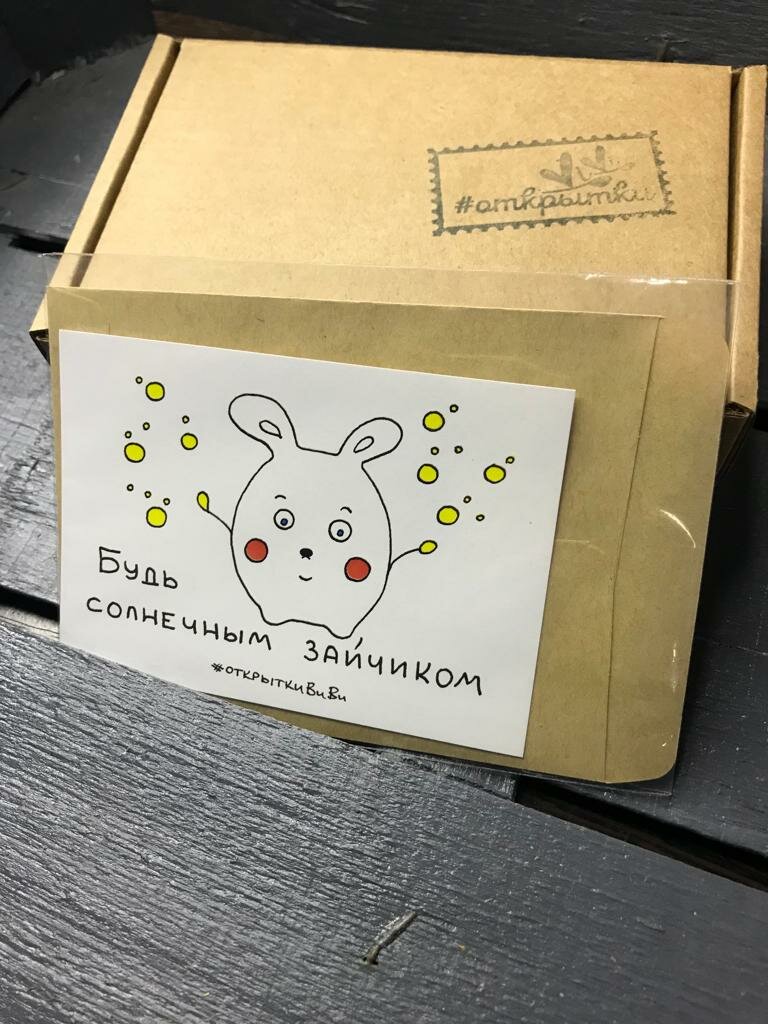 #открытки
Будь
солнечным зайчиком
#открыткиВиВи